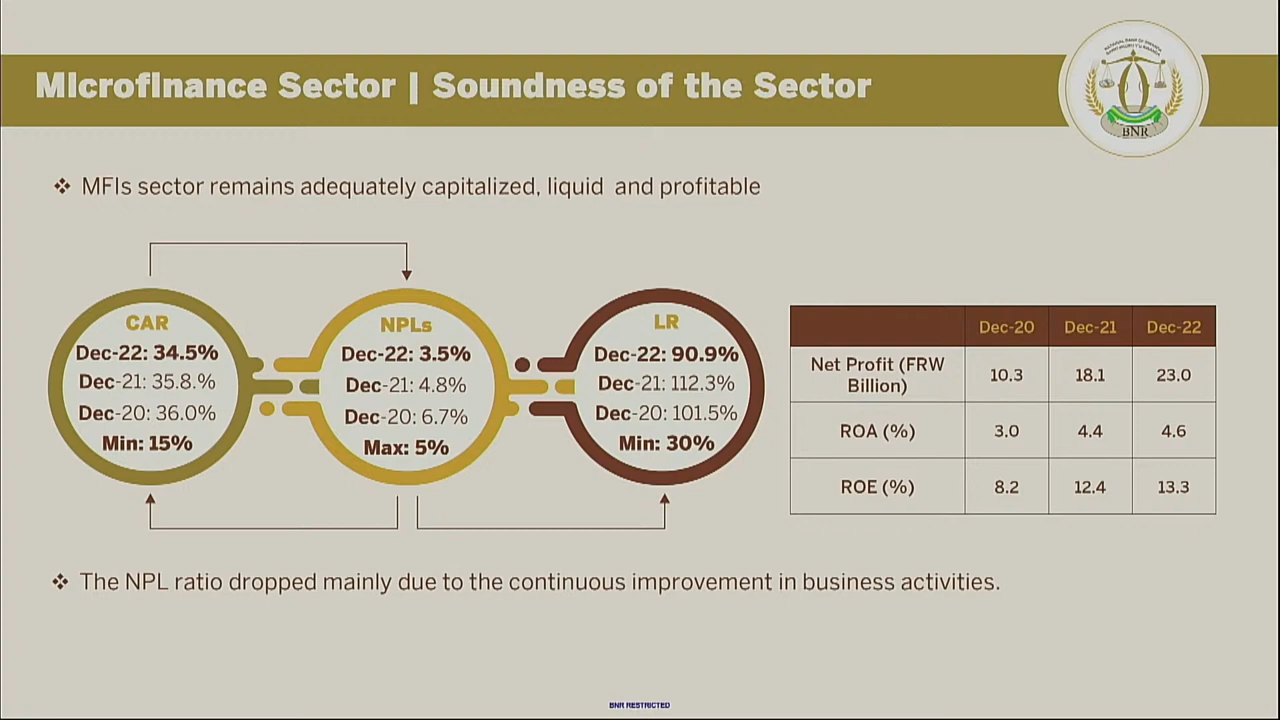 Microfinance Sector | Soundness of the Sector
BNR
❖ MFIs sector remains adequately capitalized, liquid and profitable
CAR
Dec-22: 34.5%
Dec-21: 35.8.%
Dec-20: 36.0%
Min: 15%
NPLs
Dec-22: 3.5%
Dec-21: 4.8%
Dec-20: 6.7%
Max: 5%
LR
Dec-22: 90.9%
Dec-21: 112.3%
Dec-20: 101.5%
Min: 30%
Dec-20 Dec-21 Dec-22
Net Profit (FRW
Billion) 10.3 18.1 23.0
ROA (%) 3.0 4.4 4.6
ROE (%) 8.2 12.4 13.3
❖ The NPL ratio dropped mainly due to the continuous improvement in business activities.
BNR RESTRICTED